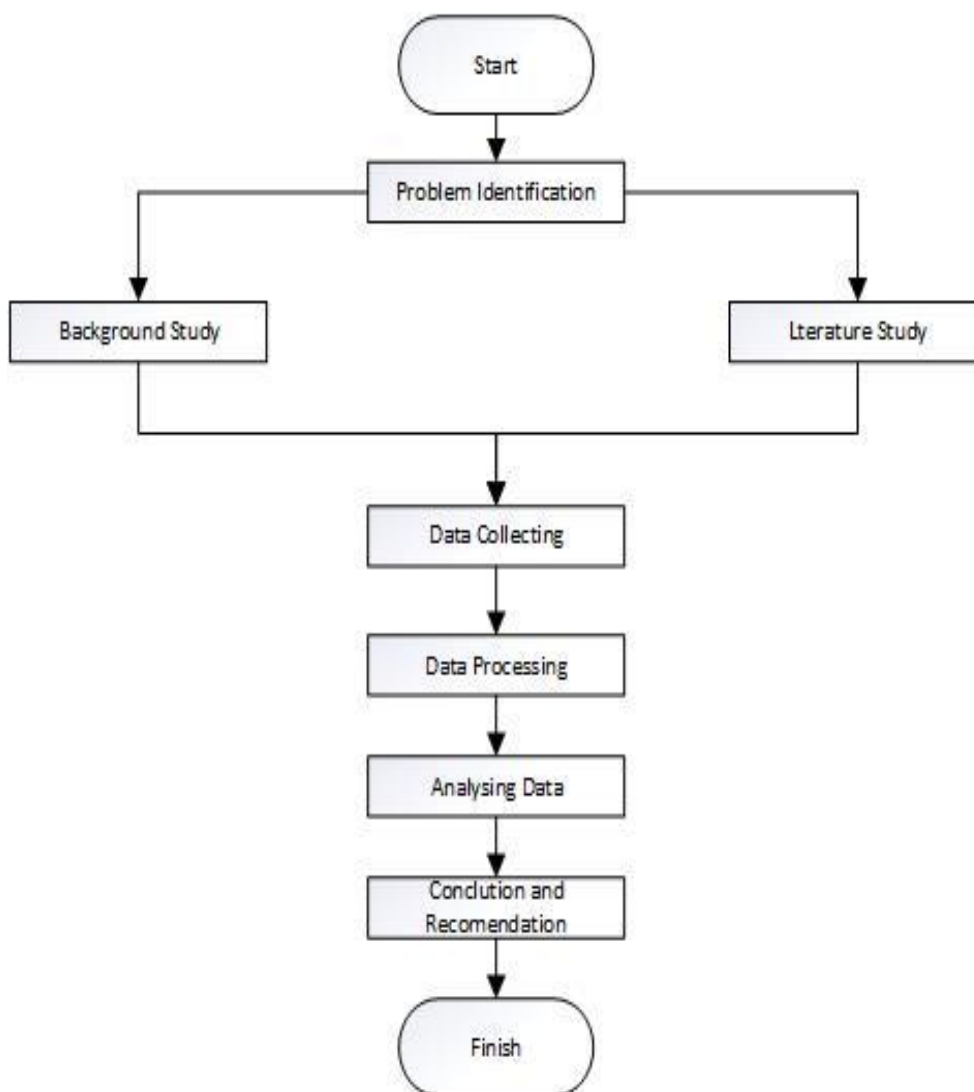 Start
Problem Identification
Background Study
Lterature Study
Data Collecting
Data Processing
Analysing Data
Conclution and
Recomendation
Finish